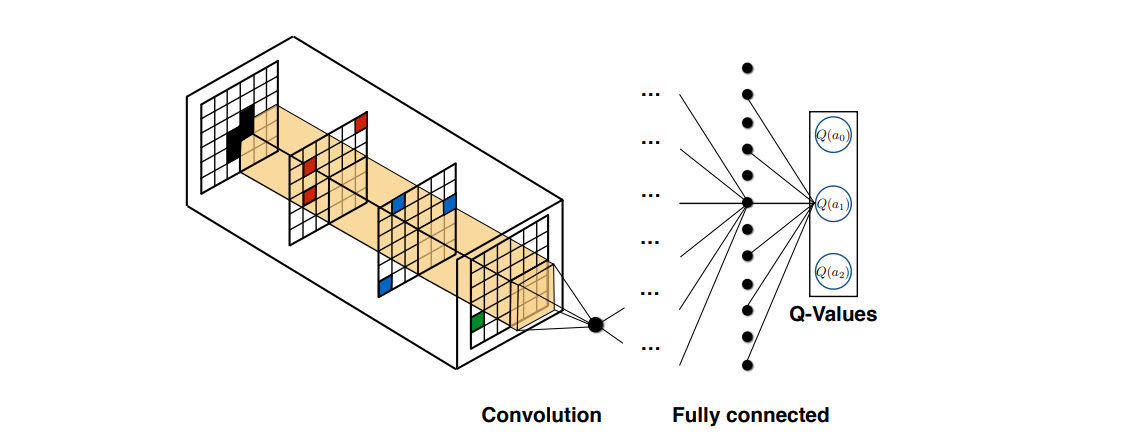 ...
...
...
...
...
...
Q(a₀)
Q(a₁)
Q(a₂)
Q-Values
Convolution
Fully connected